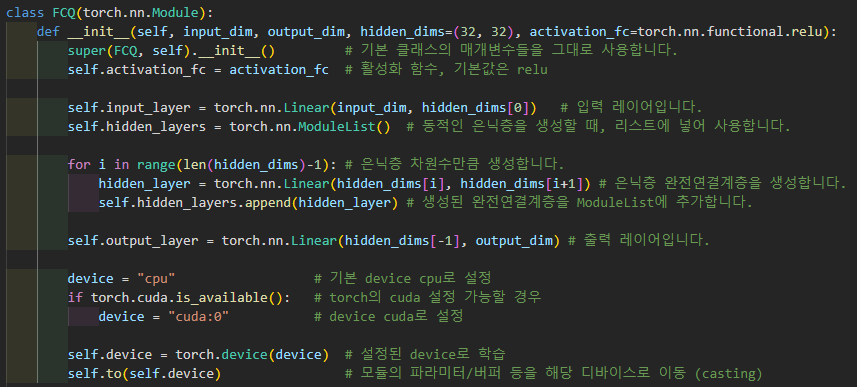 class FCQ(torch.nn.Module):
    def __init__(self, input_dim, output_dim, hidden_dims=(32, 32), activation_fc=torch.nn.functional.relu):
        super(FCQ, self).__init__()         # 기본 클래스의 매개변수들을 그대로 사용합니다.
        self.activation_fc = activation_fc  # 활성화 함수, 기본값은 relu

        self.input_layer = torch.nn.Linear(input_dim, hidden_dims[0])   # 입력 레이어입니다.
        self.hidden_layers = torch.nn.ModuleList()  # 동적인 은닉층을 생성할 때, 리스트에 넣어 사용합니다.

        for i in range(len(hidden_dims)-1): # 은닉층 차원수만큼 생성합니다.
            hidden_layer = torch.nn.Linear(hidden_dims[i], hidden_dims[i+1]) # 은닉층 완전연결계층을 생성합니다.
            self.hidden_layers.append(hidden_layer) # 생성된 완전연결계층을 ModuleList에 추가합니다.

        self.output_layer = torch.nn.Linear(hidden_dims[-1], output_dim) # 출력 레이어입니다.

        device = "cpu"                  # 기본 device cpu로 설정
        if torch.cuda.is_available():   # torch의 cuda 설정 가능할 경우
            device = "cuda:0"           # device cuda로 설정

        self.device = torch.device(device)  # 설정된 device로 학습
        self.to(self.device)                # 모듈의 파라미터/버퍼 등을 해당 디바이스로 이동 (casting)